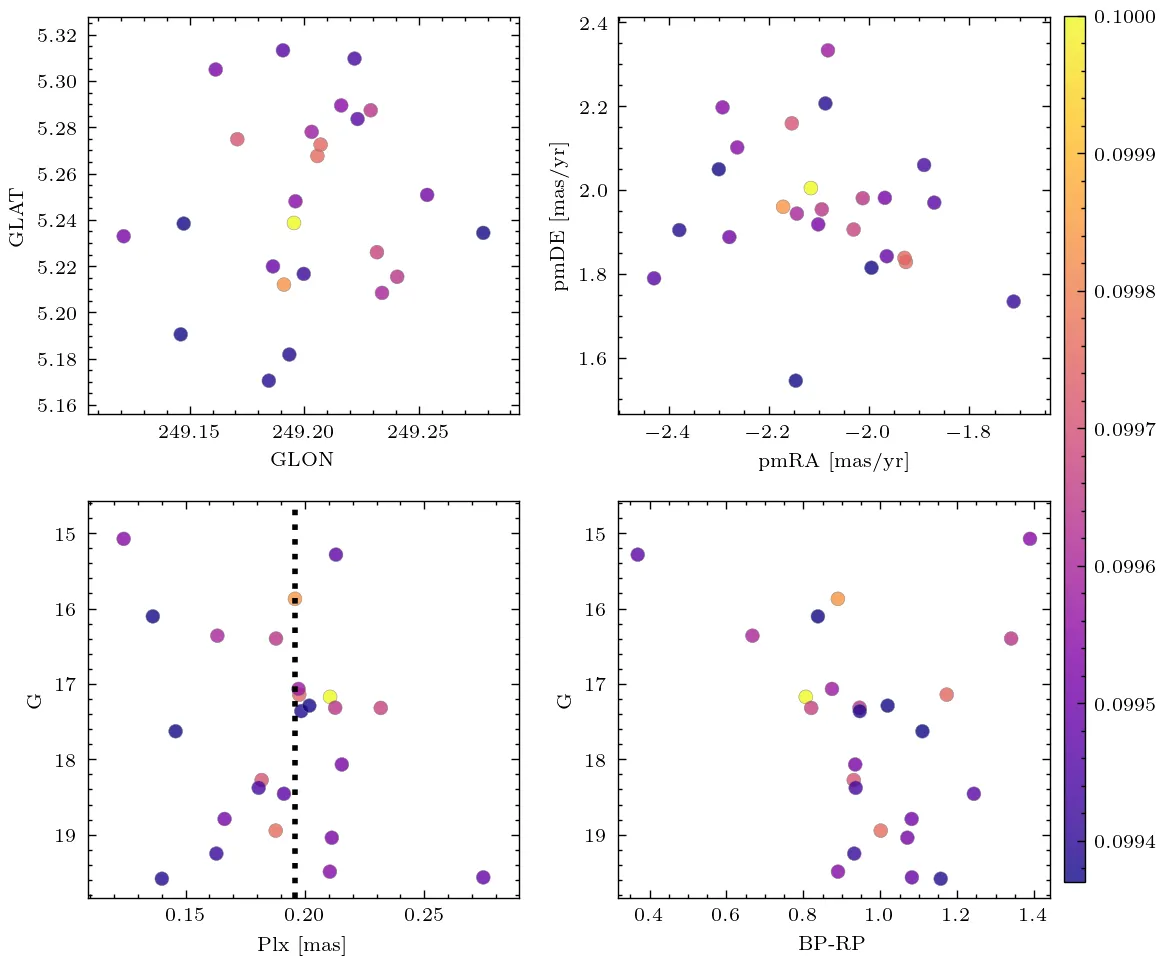 5.32
5.30
5.28
5.26
5.24
5.22
5.20
5.18
5.16
GLAT
249.15 249.20 249.25
GLON
2.4
2.2
2.0
1.8
1.6
pmDE [mas/yr]
−2.4 −2.2 −2.0 −1.8
pmRA [mas/yr]
0.1000
0.0999
0.0998
0.0997
0.0996
0.0995
0.0994
15
16
17
18
19
G
0.15 0.20 0.25
Plx [mas]
15
16
17
18
19
G
0.4 0.6 0.8 1.0 1.2 1.4
BP-RP